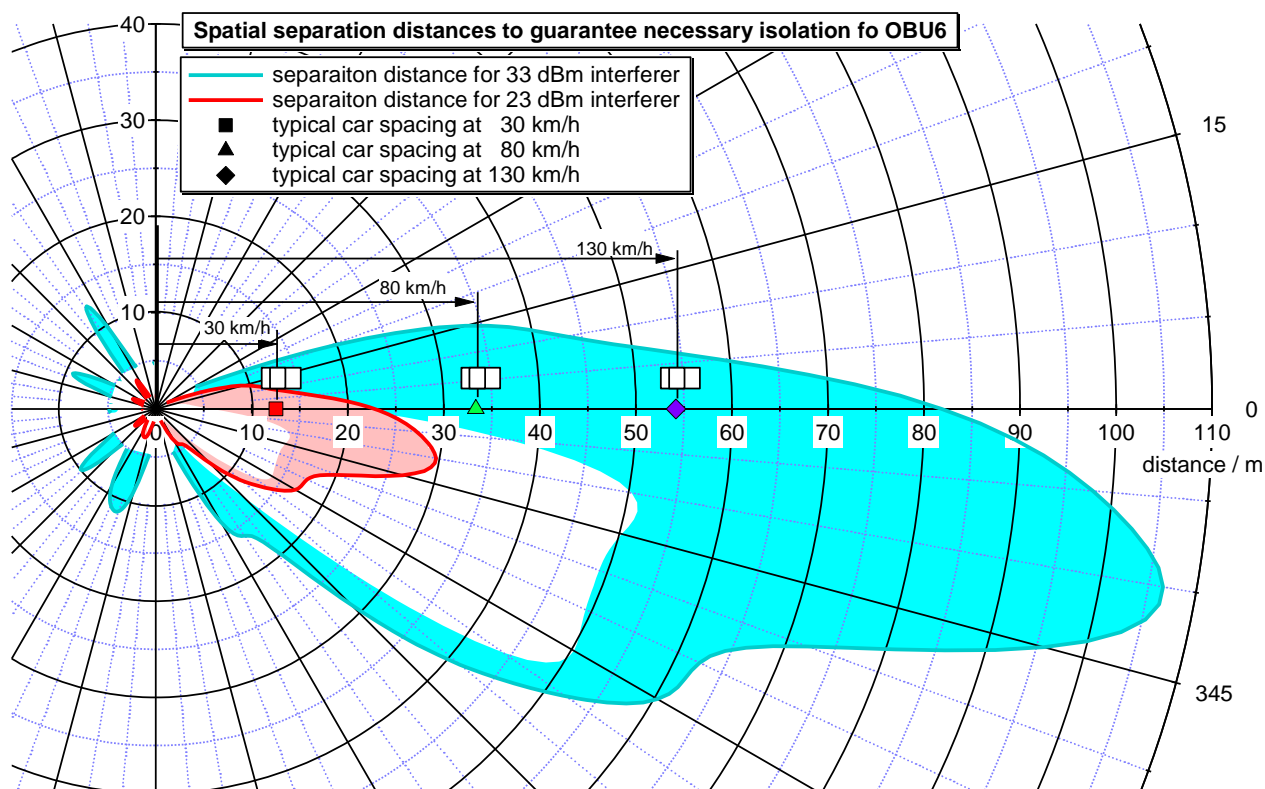 Spatial separation distances to guarantee necessary isolation fo OBU6
separaiton distance for 33 dBm interferer
separaiton distance for 23 dBm interferer
typical car spacing at 30 km/h
typical car spacing at 80 km/h
typical car spacing at 130 km/h
40
30
20
10
15
130 km/h
80 km/h
30 km/h
0
0 10 20 30 40 50 60 70 80 90 100 110
distance / m
345